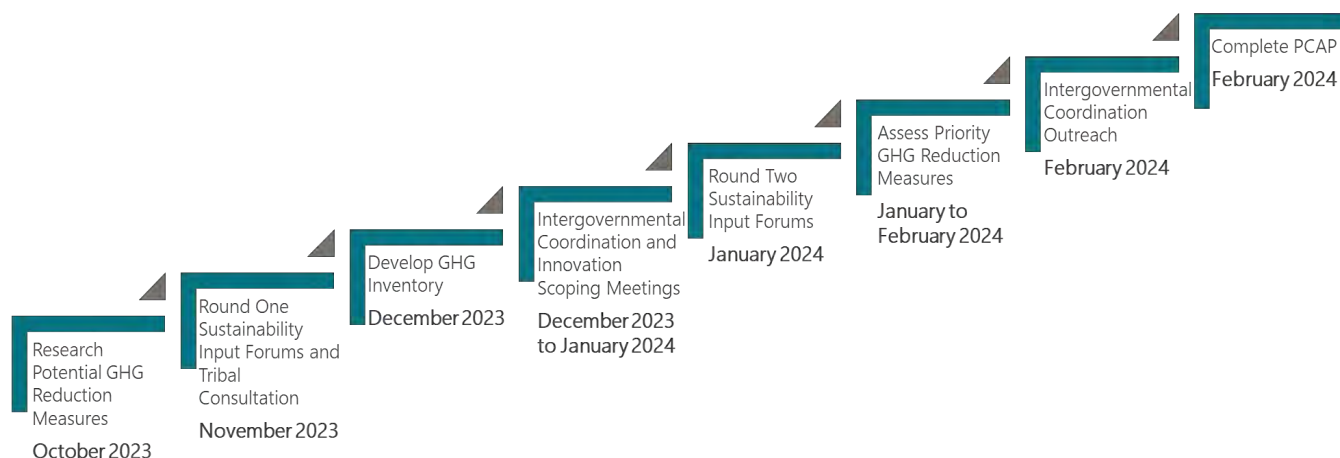 Research
Potential GHG
Reduction
Measures
October 2023
Round One
Sustainability
Input Forums and
Tribal
Consultation
November 2023
Develop GHG
Inventory
December 2023
Intergovernmental
Coordination and
Innovation
Scoping Meetings
December 2023
to January 2024
Round Two
Sustainability
Input Forums
January 2024
Assess Priority
GHG Reduction
Measures
January to
February 2024
Intergovernmental
Coordination
Outreach
February 2024
Complete PCAP
February 2024